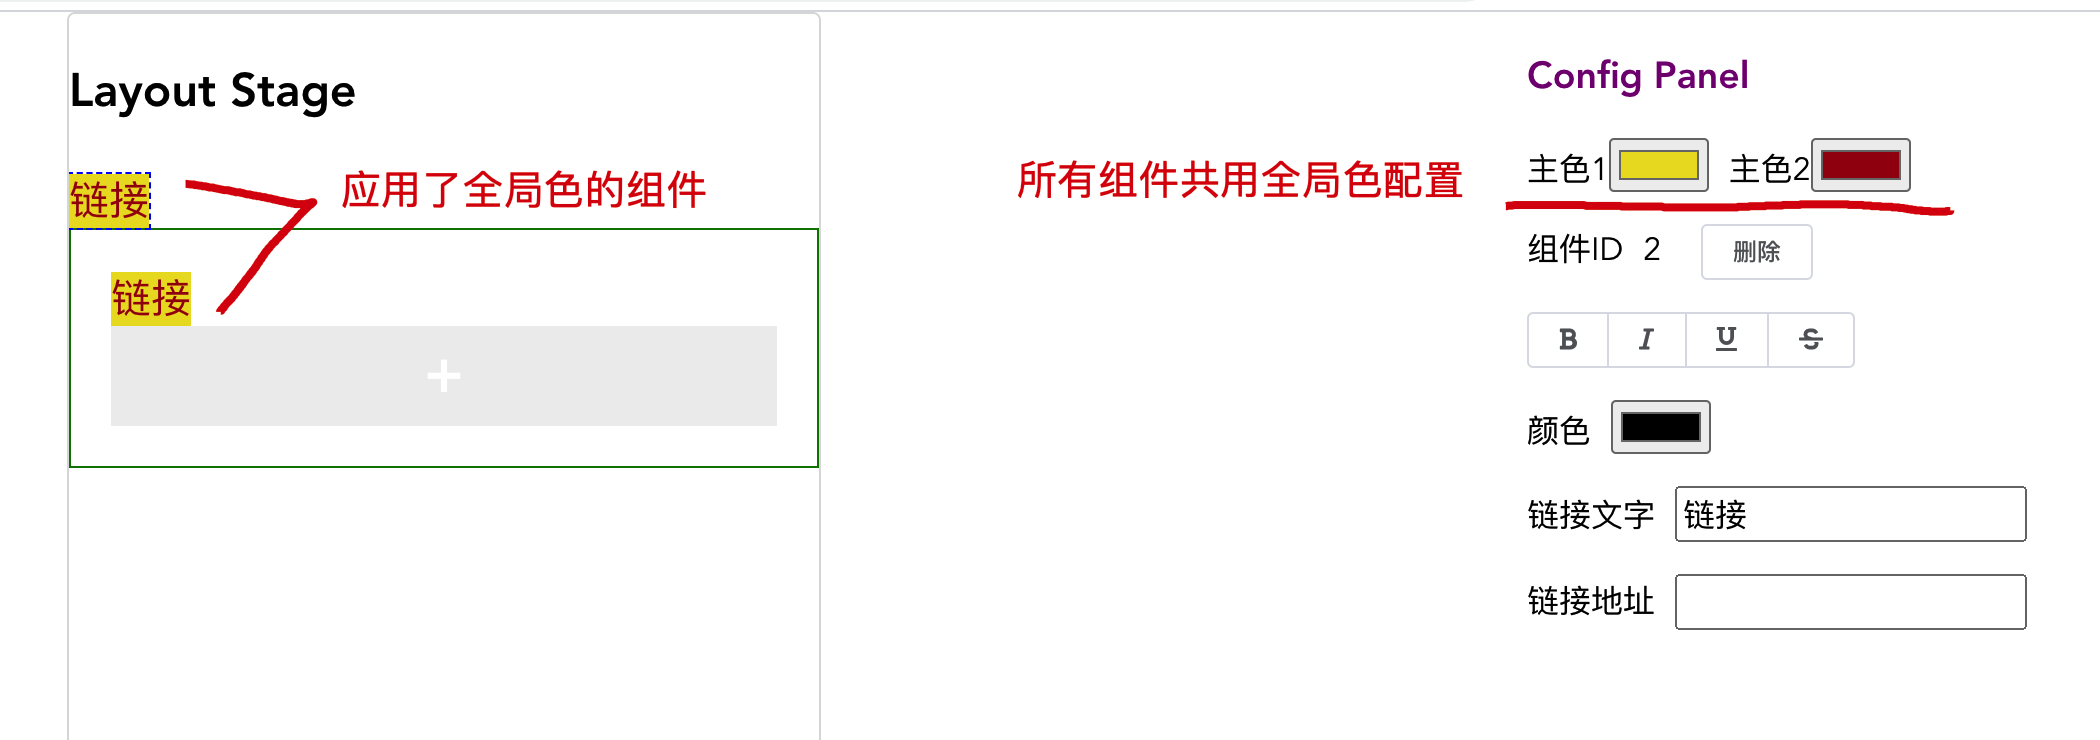 Layout Stage
链接
应用了全局色的组件
链接
+
所有组件共用全局色配置
Config Panel
主色1 主色2
组件ID 2 删除
B I U S
颜色
链接文字 链接
链接地址